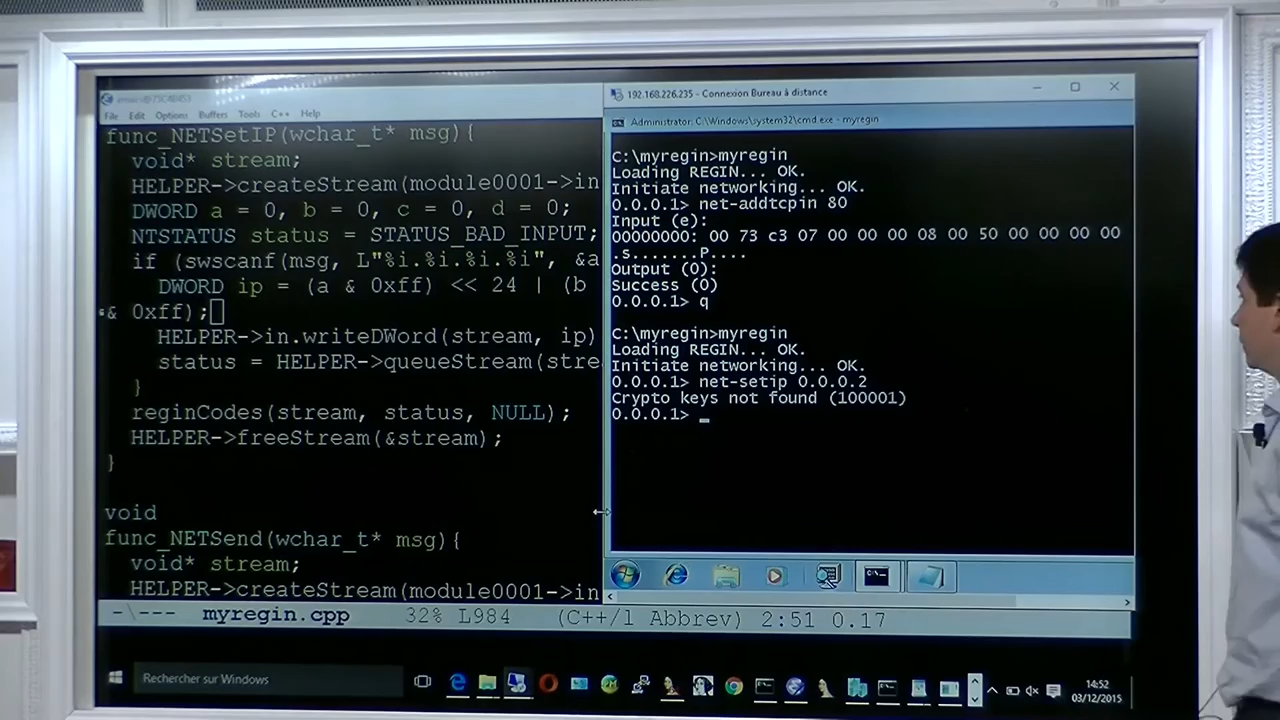 File Edit Options Buffers Tools C++ Help
func_NETSetIP(wchar_t* msg){
void* stream;
HELPER->createStream(module0001->in
DWORD a = 0, b = 0, c = 0, d = 0;
NTSTATUS status = STATUS_BAD_INPUT;
if (swscanf(msg, L"%i.%i.%i.%i", &a
DWORD ip = (a & 0xff) << 24 | (b
& 0xff);
HELPER->in.writeDWord(stream, ip)
status = HELPER->queueStream(stre
}
reginCodes(stream, status, NULL);
HELPER->freeStream(&stream);
}
void
func_NETSend(wchar_t* msg){
void* stream;
HELPER->createStream(module0001->in
-\--- myregin.cpp 32% L984 (C++/l Abbrev) 2:51 0.17
192.168.226.235 - Connexion Bureau à distance
Administrator: C:\Windows\system32\cmd.exe - myregin
C:\myregin>myregin
Loading REGIN... OK.
Initiate networking... OK.
0.0.0.1> net-addtcpin 80
Input (e):
00000000: 00 73 c3 07 00 00 00 08 00 50 00 00 00 00
.s.......P....
Output (0):
Success (0)
0.0.0.1> q
C:\myregin>myregin
Loading REGIN... OK.
Initiate networking... OK.
0.0.0.1> net-setip 0.0.0.2
Crypto keys not found (100001)
0.0.0.1> _
Rechercher sur Windows
14:52
03/12/2015